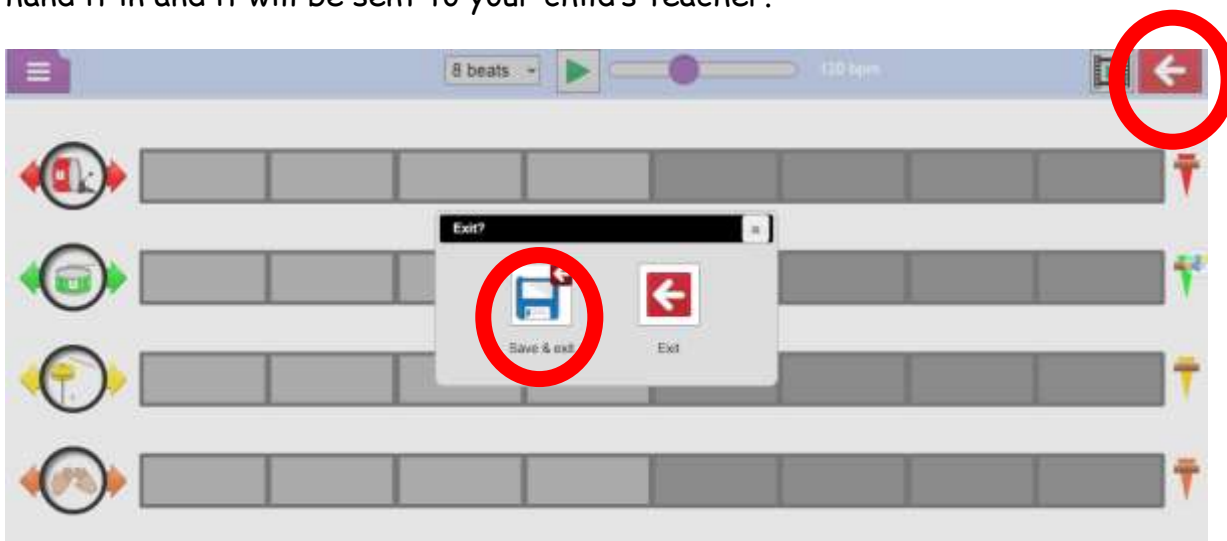 hand it in and it will be sent to your child's teacher.
8 beats
120 bpm
Exit?
Save & exit
Exit